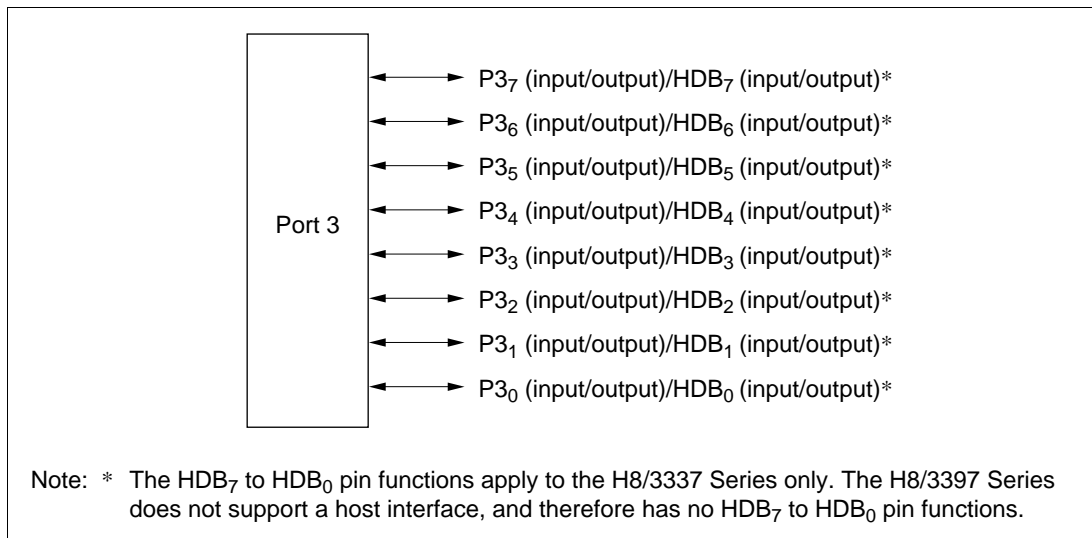 P3₇ (input/output)/HDB₇ (input/output)*
P3₆ (input/output)/HDB₆ (input/output)*
P3₅ (input/output)/HDB₅ (input/output)*
P3₄ (input/output)/HDB₄ (input/output)*
Port 3
P3₃ (input/output)/HDB₃ (input/output)*
P3₂ (input/output)/HDB₂ (input/output)*
P3₁ (input/output)/HDB₁ (input/output)*
P3₀ (input/output)/HDB₀ (input/output)*
Note: * The HDB₇ to HDB₀ pin functions apply to the H8/3337 Series only. The H8/3397 Series
does not support a host interface, and therefore has no HDB₇ to HDB₀ pin functions.